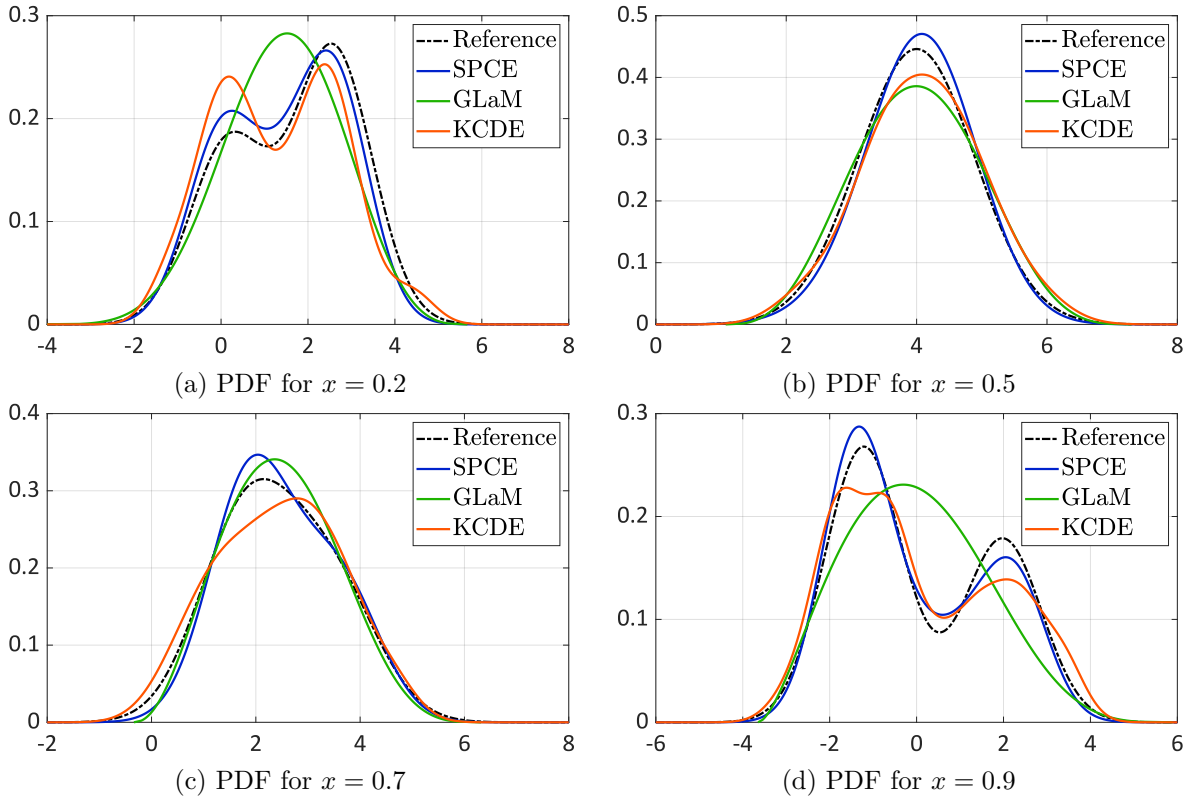 0.3
0.2
0.1
0
-4 -2 0 2 4 6 8
Reference
SPCE
GLaM
KCDE
(a) PDF for x = 0.2
0.5
0.4
0.3
0.2
0.1
0
0 2 4 6 8
Reference
SPCE
GLaM
KCDE
(b) PDF for x = 0.5
0.4
0.3
0.2
0.1
0
-2 0 2 4 6 8
Reference
SPCE
GLaM
KCDE
(c) PDF for x = 0.7
0.3
0.2
0.1
0
-6 -4 -2 0 2 4 6
Reference
SPCE
GLaM
KCDE
(d) PDF for x = 0.9